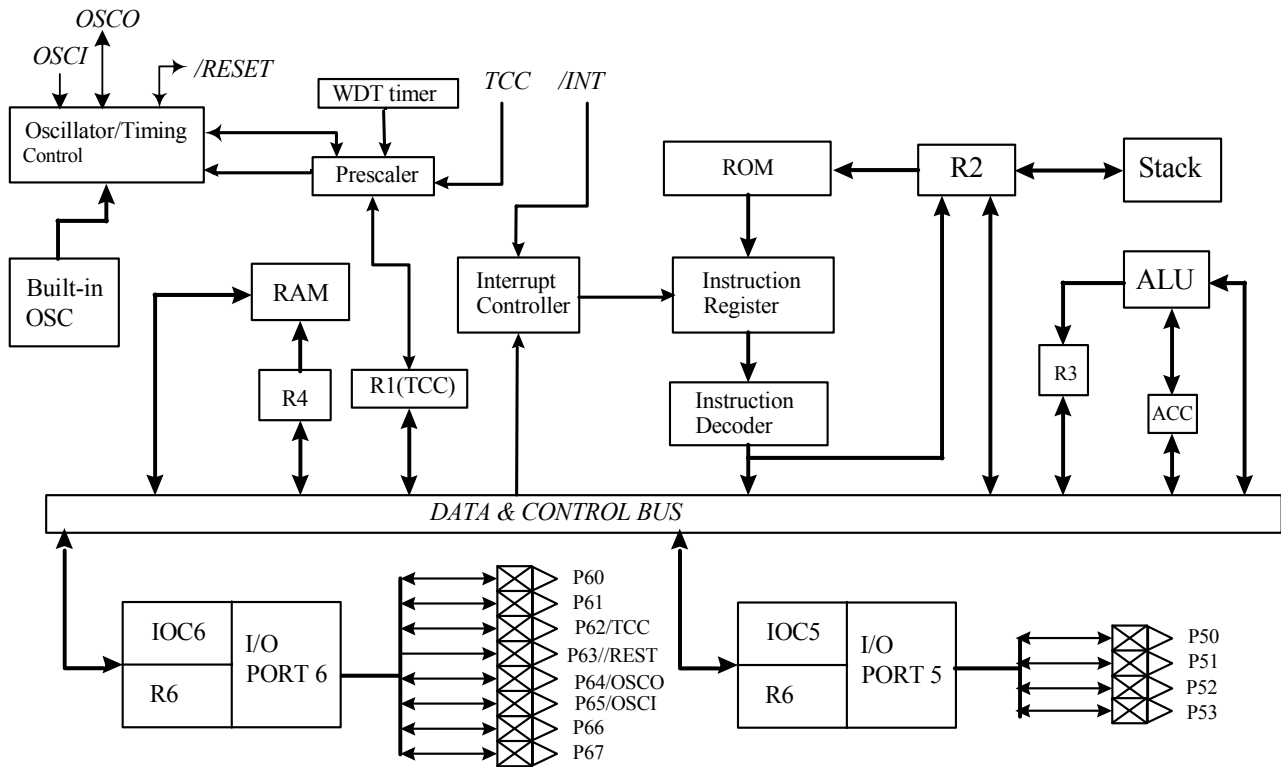 OSCO
OSCI
/RESET
WDT timer
TCC
/INT
Oscillator/Timing
Control
Prescaler
ROM
R2
Stack
Built-in
OSC
RAM
Interrupt
Controller
Instruction
Register
ALU
R4
R1(TCC)
Instruction
Decoder
R3
ACC
DATA & CONTROL BUS
IOC6
R6
I/O
PORT 6
P60
P61
P62/TCC
P63//REST
P64/OSCO
P65/OSCI
P66
P67
IOC5
R6
I/O
PORT 5
P50
P51
P52
P53